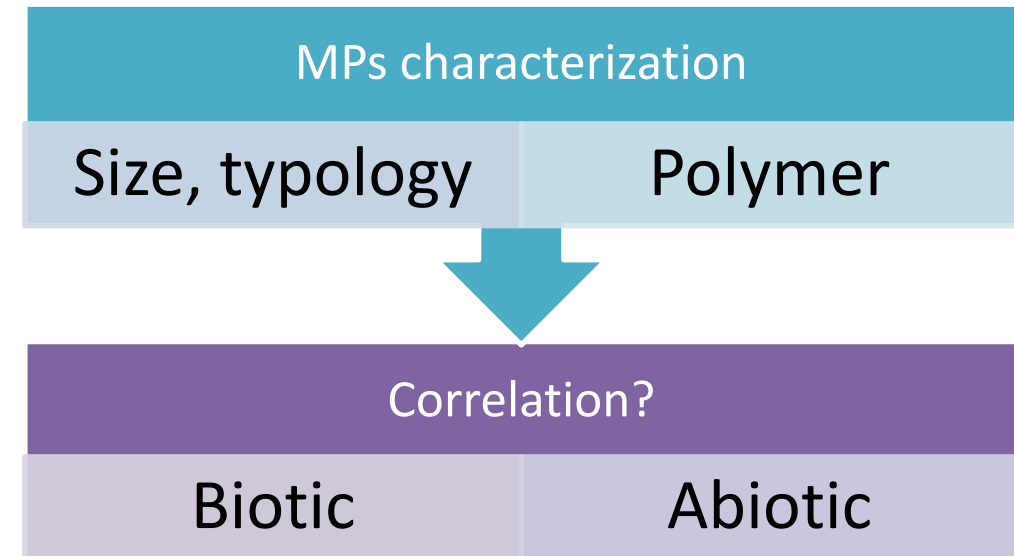 MPs characterization
Size, typology
Polymer
Correlation?
Biotic
Abiotic